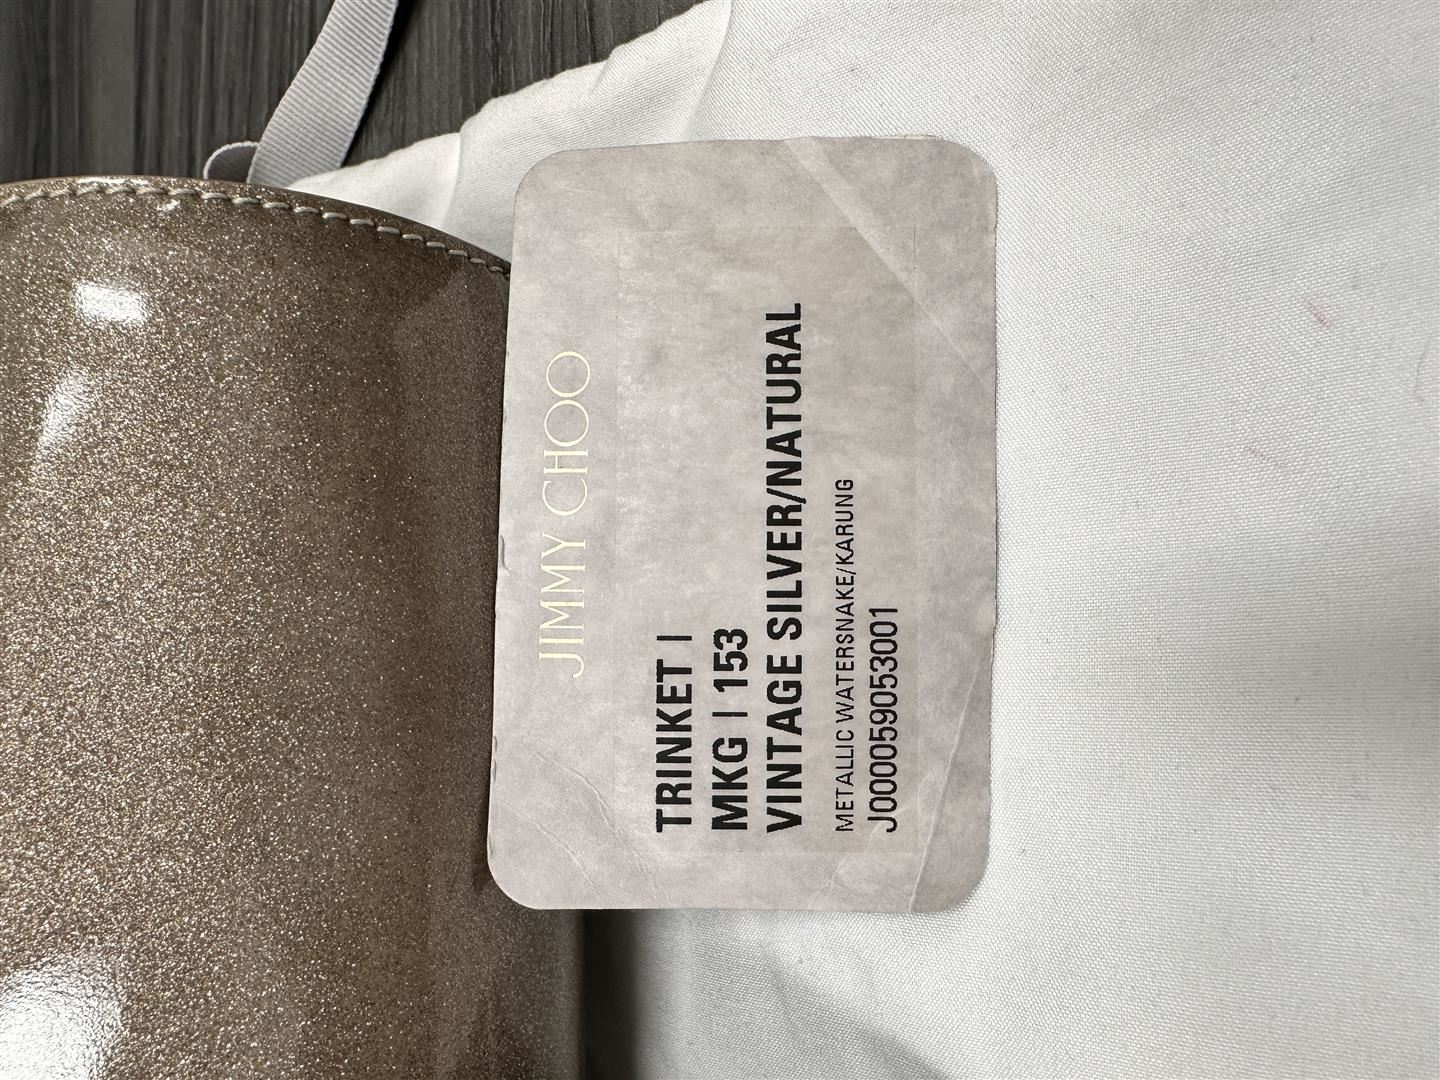 JIMMY CHOO
TRINKET |
MKG | 153
VINTAGE SILVER/NATURAL
METALLIC WATERSNAKE/KARUNG
J000059053001